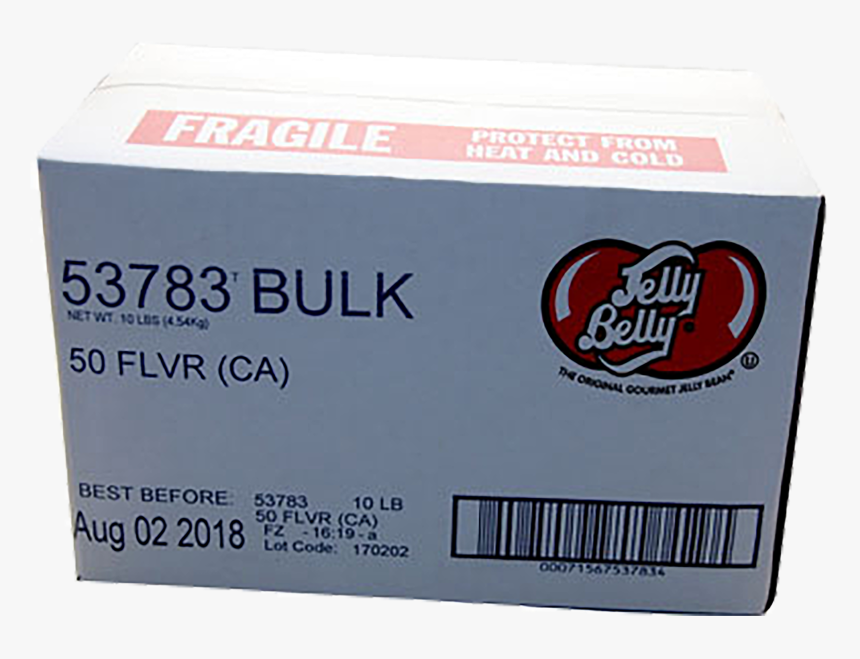 FRAGILE
PROTECT FROM
HEAT AND COLD
53783 T BULK
NET WT. 10 LBS (4.54Kg)
50 FLVR (CA)
Jelly
Belly
THE ORIGINAL GOURMET JELLY BEAN®
BEST BEFORE:
Aug 02 2018
53783 10 LB
50 FLVR (CA)
FZ - 16:19 - a
Lot Code: 170202
00071567537834